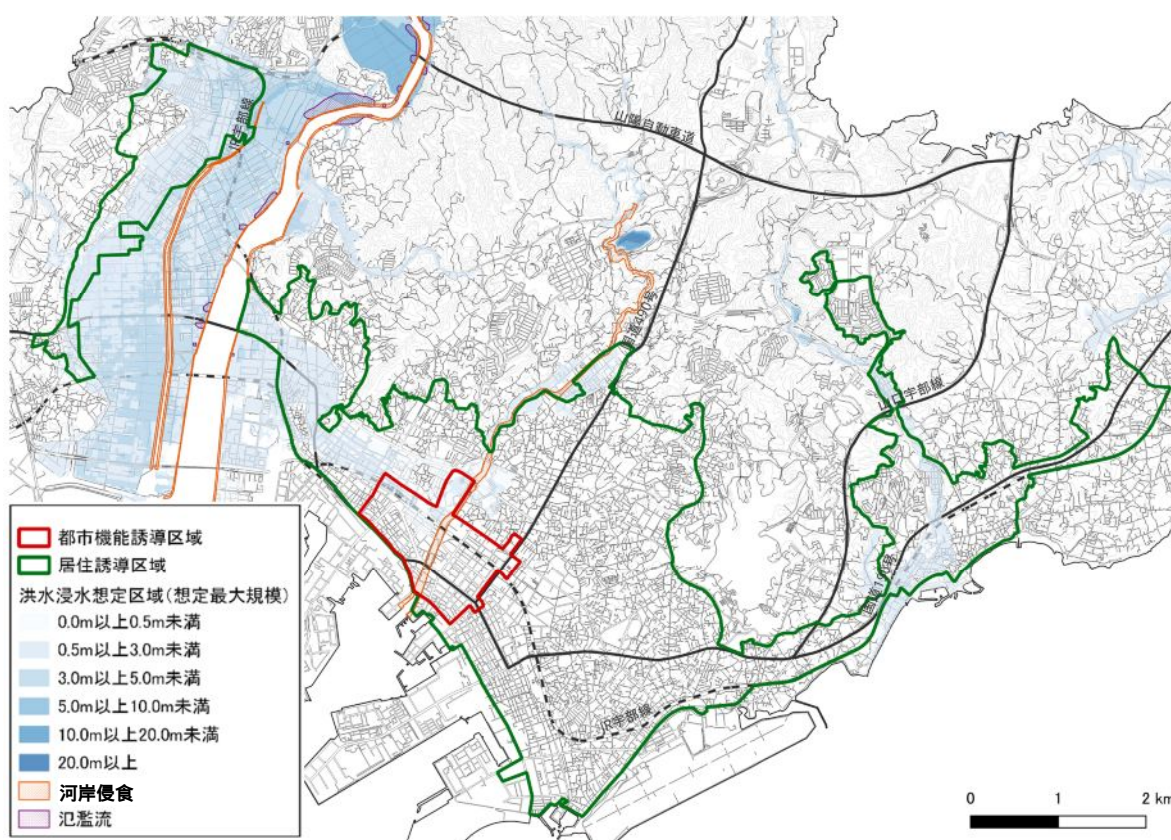 山陽自動車道
JR宇部線
国道490号
山口宇部線
国道190号
JR宇部線
都市機能誘導区域
居住誘導区域
洪水浸水想定区域(想定最大規模)
0.0m以上0.5m未満
0.5m以上3.0m未満
3.0m以上5.0m未満
5.0m以上10.0m未満
10.0m以上20.0m未満
20.0m以上
河岸侵食
氾濫流
0 1 2 km